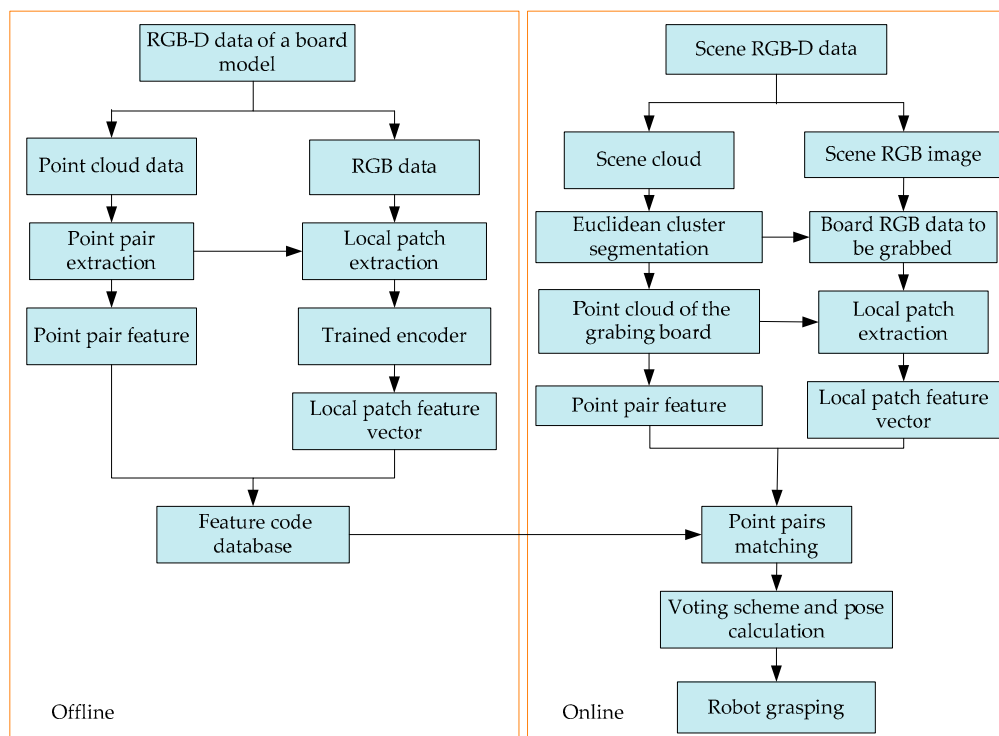 RGB-D data of a board
model
Point cloud data
RGB data
Point pair
extraction
Local patch
extraction
Point pair feature
Trained encoder
Local patch feature
vector
Feature code
database
Offline
Scene RGB-D data
Scene cloud
Scene RGB image
Euclidean cluster
segmentation
Board RGB data to
be grabbed
Point cloud of the
grabing board
Local patch
extraction
Point pair feature
Local patch feature
vector
Point pairs
matching
Voting scheme and pose
calculation
Robot grasping
Online